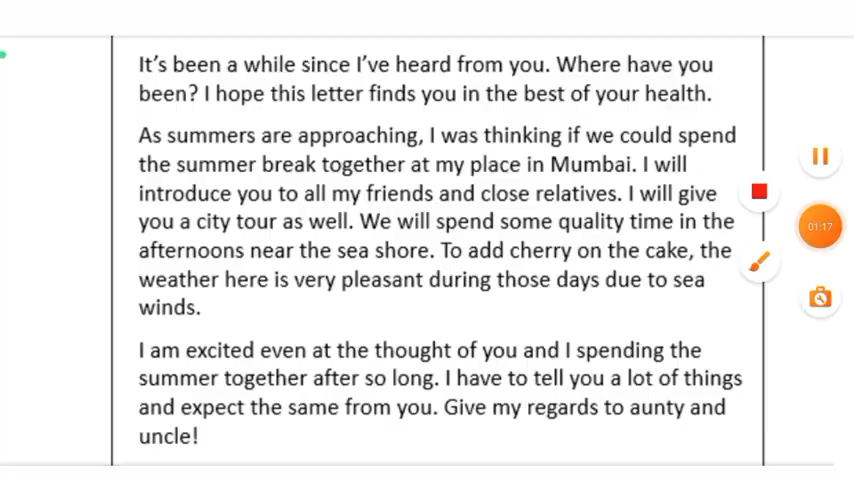 It's been a while since I've heard from you. Where have you
been? I hope this letter finds you in the best of your health.
As summers are approaching, I was thinking if we could spend
the summer break together at my place in Mumbai. I will
introduce you to all my friends and close relatives. I will give
you a city tour as well. We will spend some quality time in the
afternoons near the sea shore. To add cherry on the cake, the
weather here is very pleasant during those days due to sea
winds.
I am excited even at the thought of you and I spending the
summer together after so long. I have to tell you a lot of things
and expect the same from you. Give my regards to aunty and
uncle!
01:17